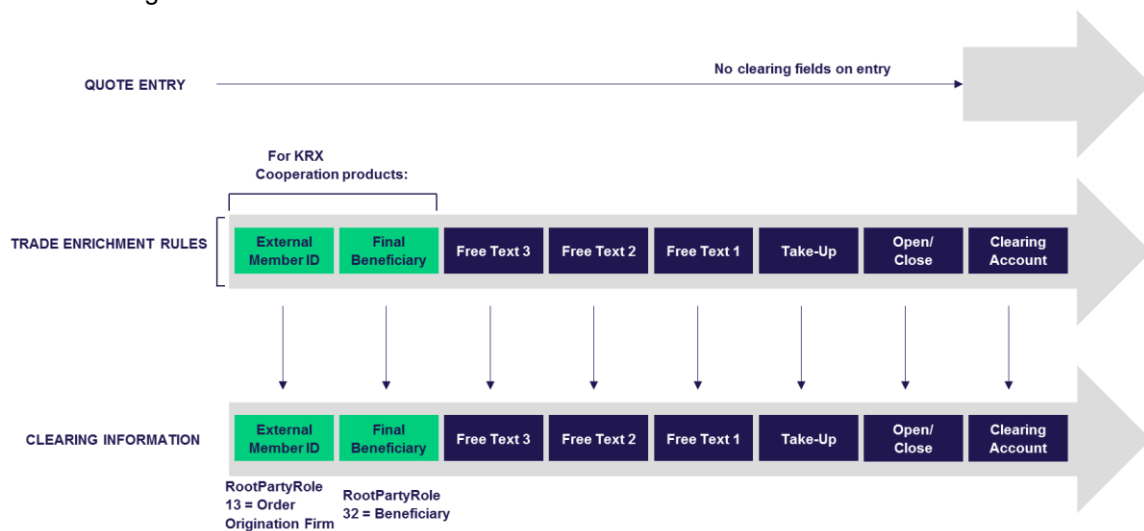 No clearing fields on entry
QUOTE ENTRY
For KRX
Cooperation products:
TRADE ENRICHMENT RULES
External
Member ID
Final
Beneficiary
Free Text 3
Free Text 2
Free Text 1
Take-Up
Open/
Close
Clearing
Account
CLEARING INFORMATION
External
Member ID
Final
Beneficiary
Free Text 3
Free Text 2
Free Text 1
Take-Up
Open/
Close
Clearing
Account
RootPartyRole
13 = Order
Origination Firm
RootPartyRole
32 = Beneficiary